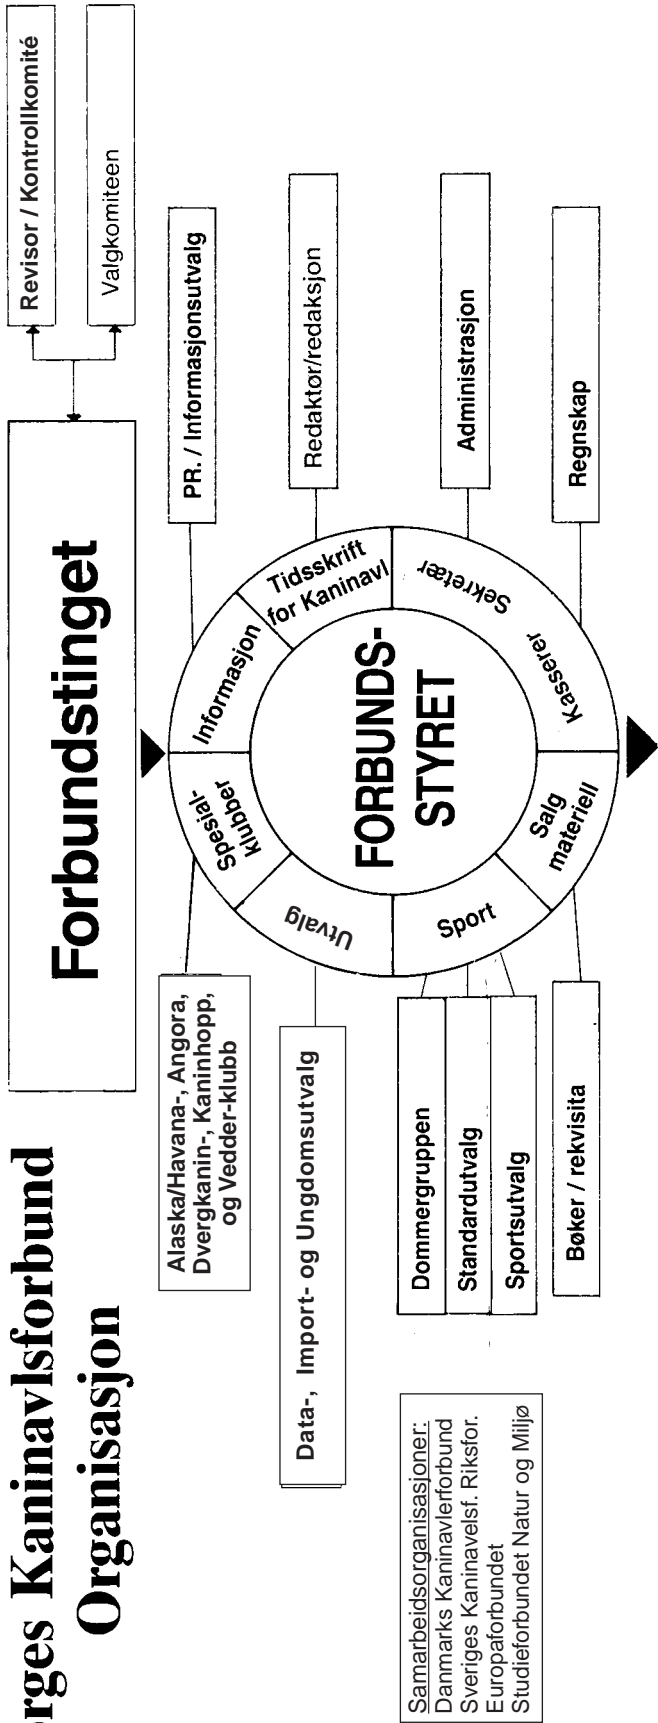 rges Kaninavlsforbund
Organisasjon
Forbundstinget
Revisor / Kontrollkomité
Valgkomiteen
Alaska/Havana-, Angora,
Dvergkanin-, Kaninhopp,
og Vedder-klubb
PR. / Informasjonsutvalg
Spesial-
klubber
Informasjon
Data-, Import- og Ungdomsutvalg
Utvalg
Tidsskrift
for Kaninavl
Redaktør/redaksjon
FORBUNDS-
STYRET
Samarbeidsorganisasjoner:
Danmarks Kaninavlerforbund
Sveriges Kaninavelsf. Riksfor.
Europaforbundet
Studieforbundet Natur og Miljø
Dommergruppen
Standardutvalg
Sportsutvalg
Sport
Sekretær
Administrasjon
Bøker / rekvisita
Salg
materiell
Kasserer
Regnskap